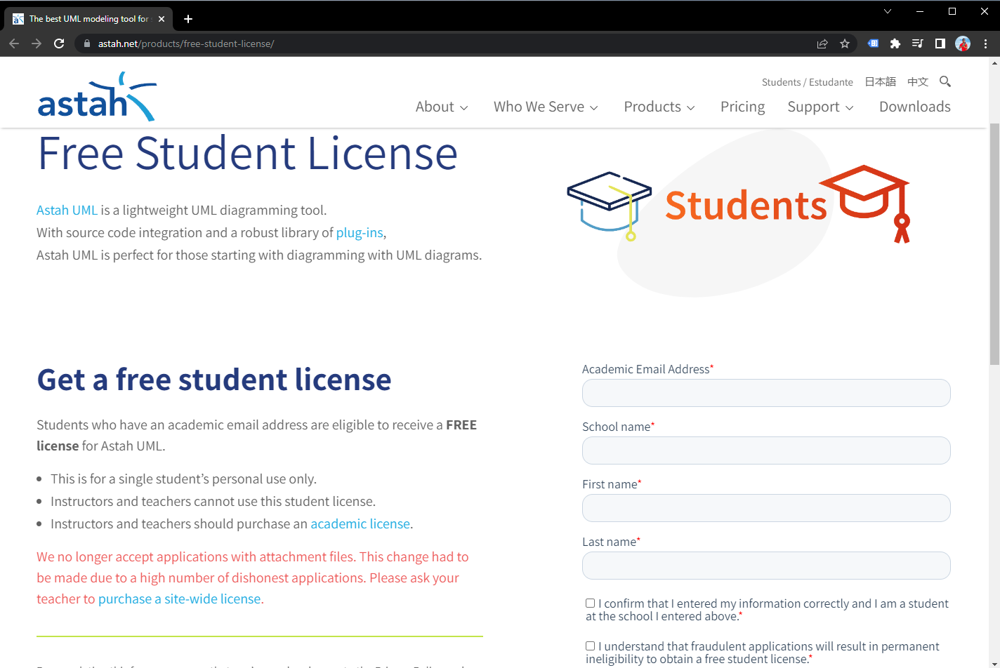 The best UML modeling tool for
astah.net/products/free-student-license/
astah
Students / Estudante 日本語 中文
About Who We Serve Products Pricing Support Downloads
Free Student License
Astah UML is a lightweight UML diagramming tool.
With source code integration and a robust library of plug-ins,
Astah UML is perfect for those starting with diagramming with UML diagrams.
Students
Get a free student license
Students who have an academic email address are eligible to receive a FREE
license for Astah UML.
• This is for a single student’s personal use only.
• Instructors and teachers cannot use this student license.
• Instructors and teachers should purchase an academic license.
We no longer accept applications with attachment files. This change had to
be made due to a high number of dishonest applications. Please ask your
teacher to purchase a site-wide license.
Academic Email Address*
School name*
First name*
Last name*
I confirm that I entered my information correctly and I am a student
at the school I entered above.*
I understand that fraudulent applications will result in permanent
ineligibility to obtain a free student license.*